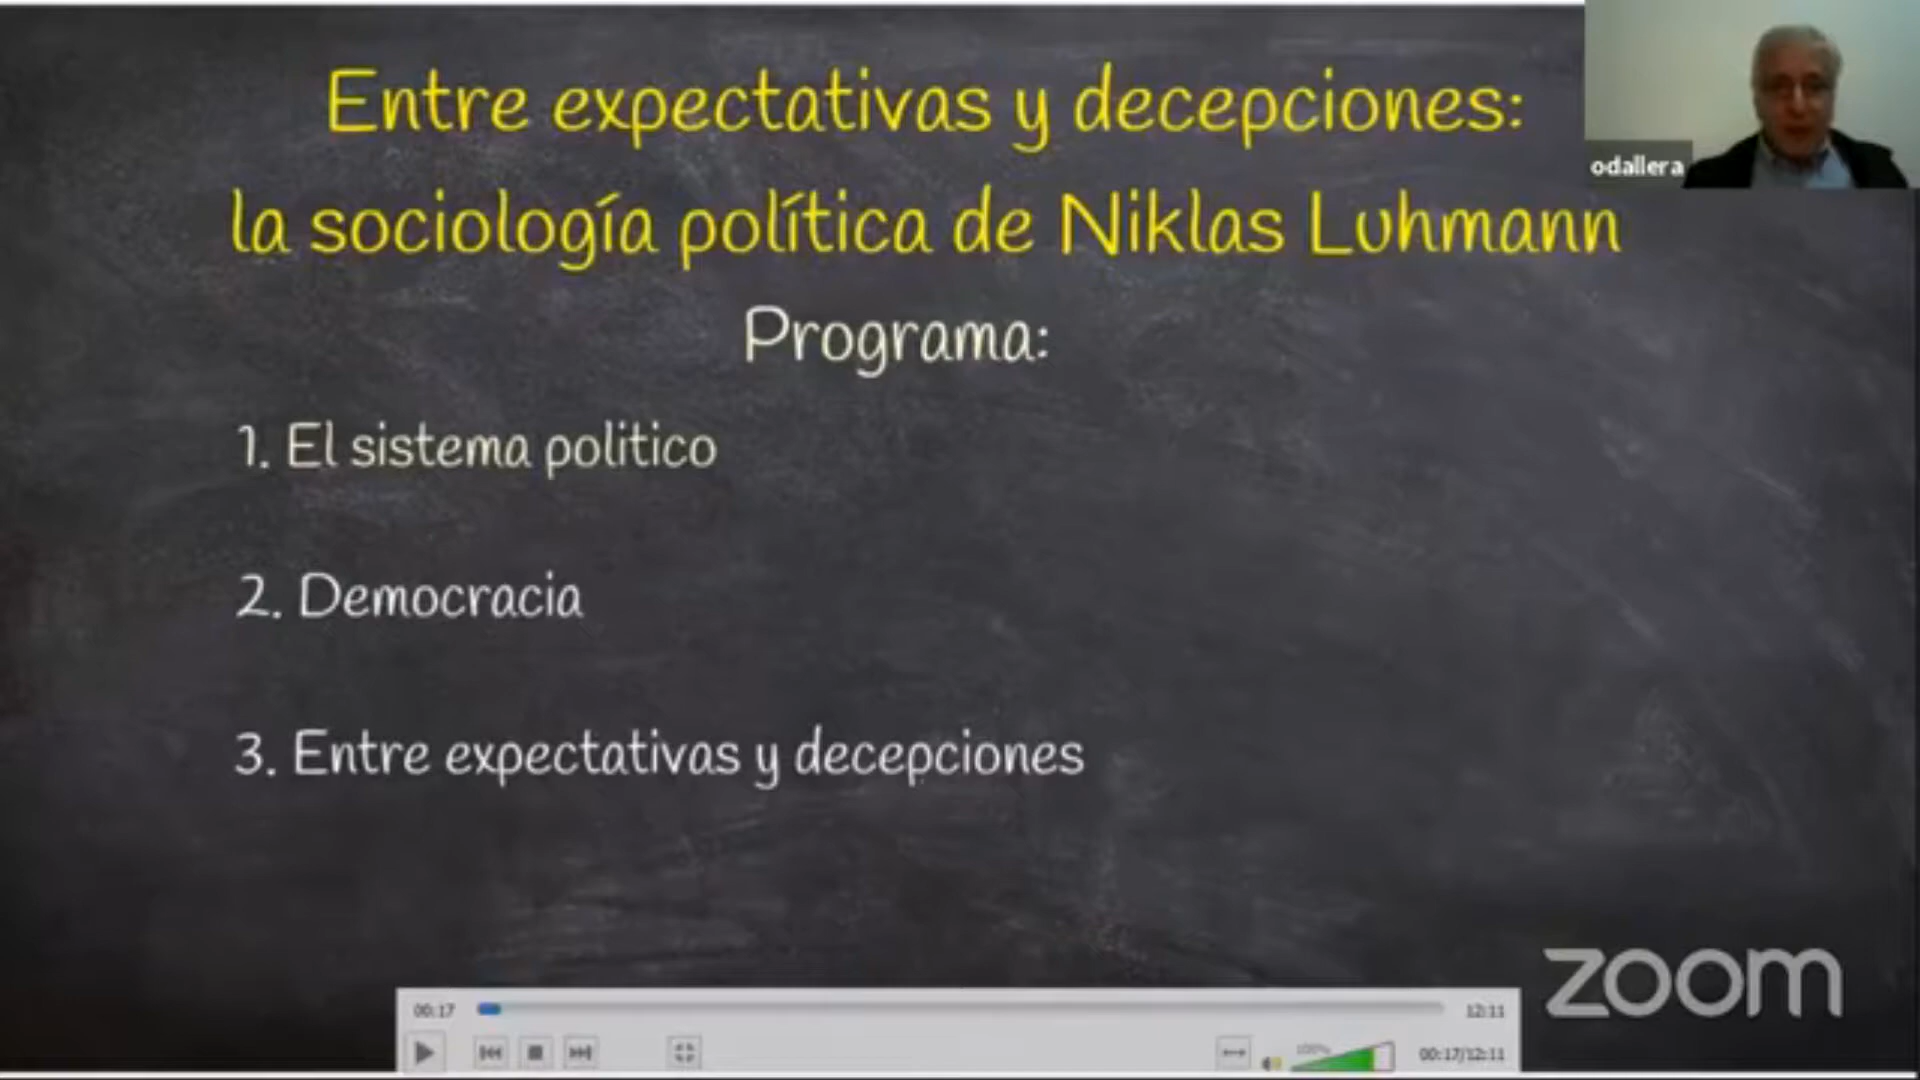 Entre expectativas y decepciones:
la sociología política de Niklas Luhmann
odallera
Programa:
1. El sistema politico
2. Democracia
3. Entre expectativas y decepciones
zoom
00:17
12:11
100%
00:17/12:11